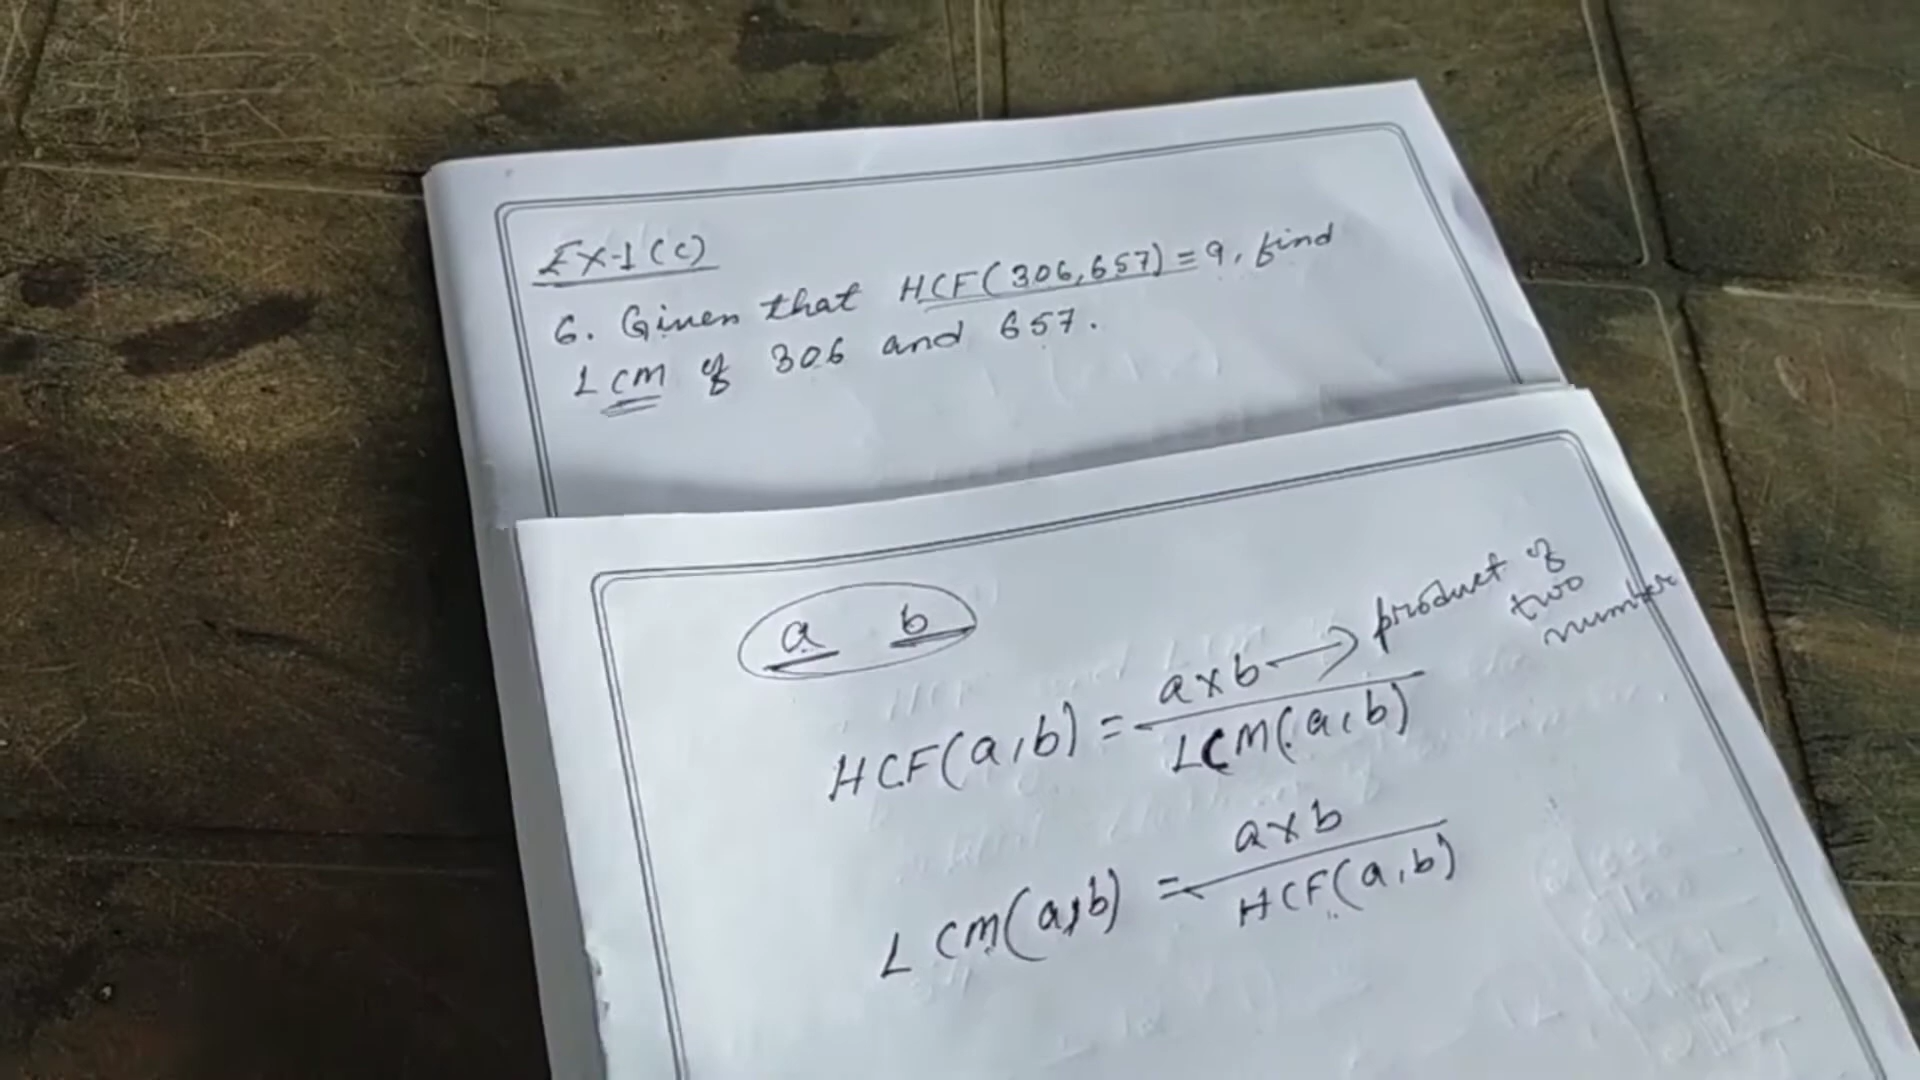 Ex-1(c)
6. Given that HCF(306,657)=9, find
LCM of 306 and 657.
a b
HCF(a,b) = a×b → product of two number
LCM(a,b)
LCM(a,b) = a×b
HCF(a,b)